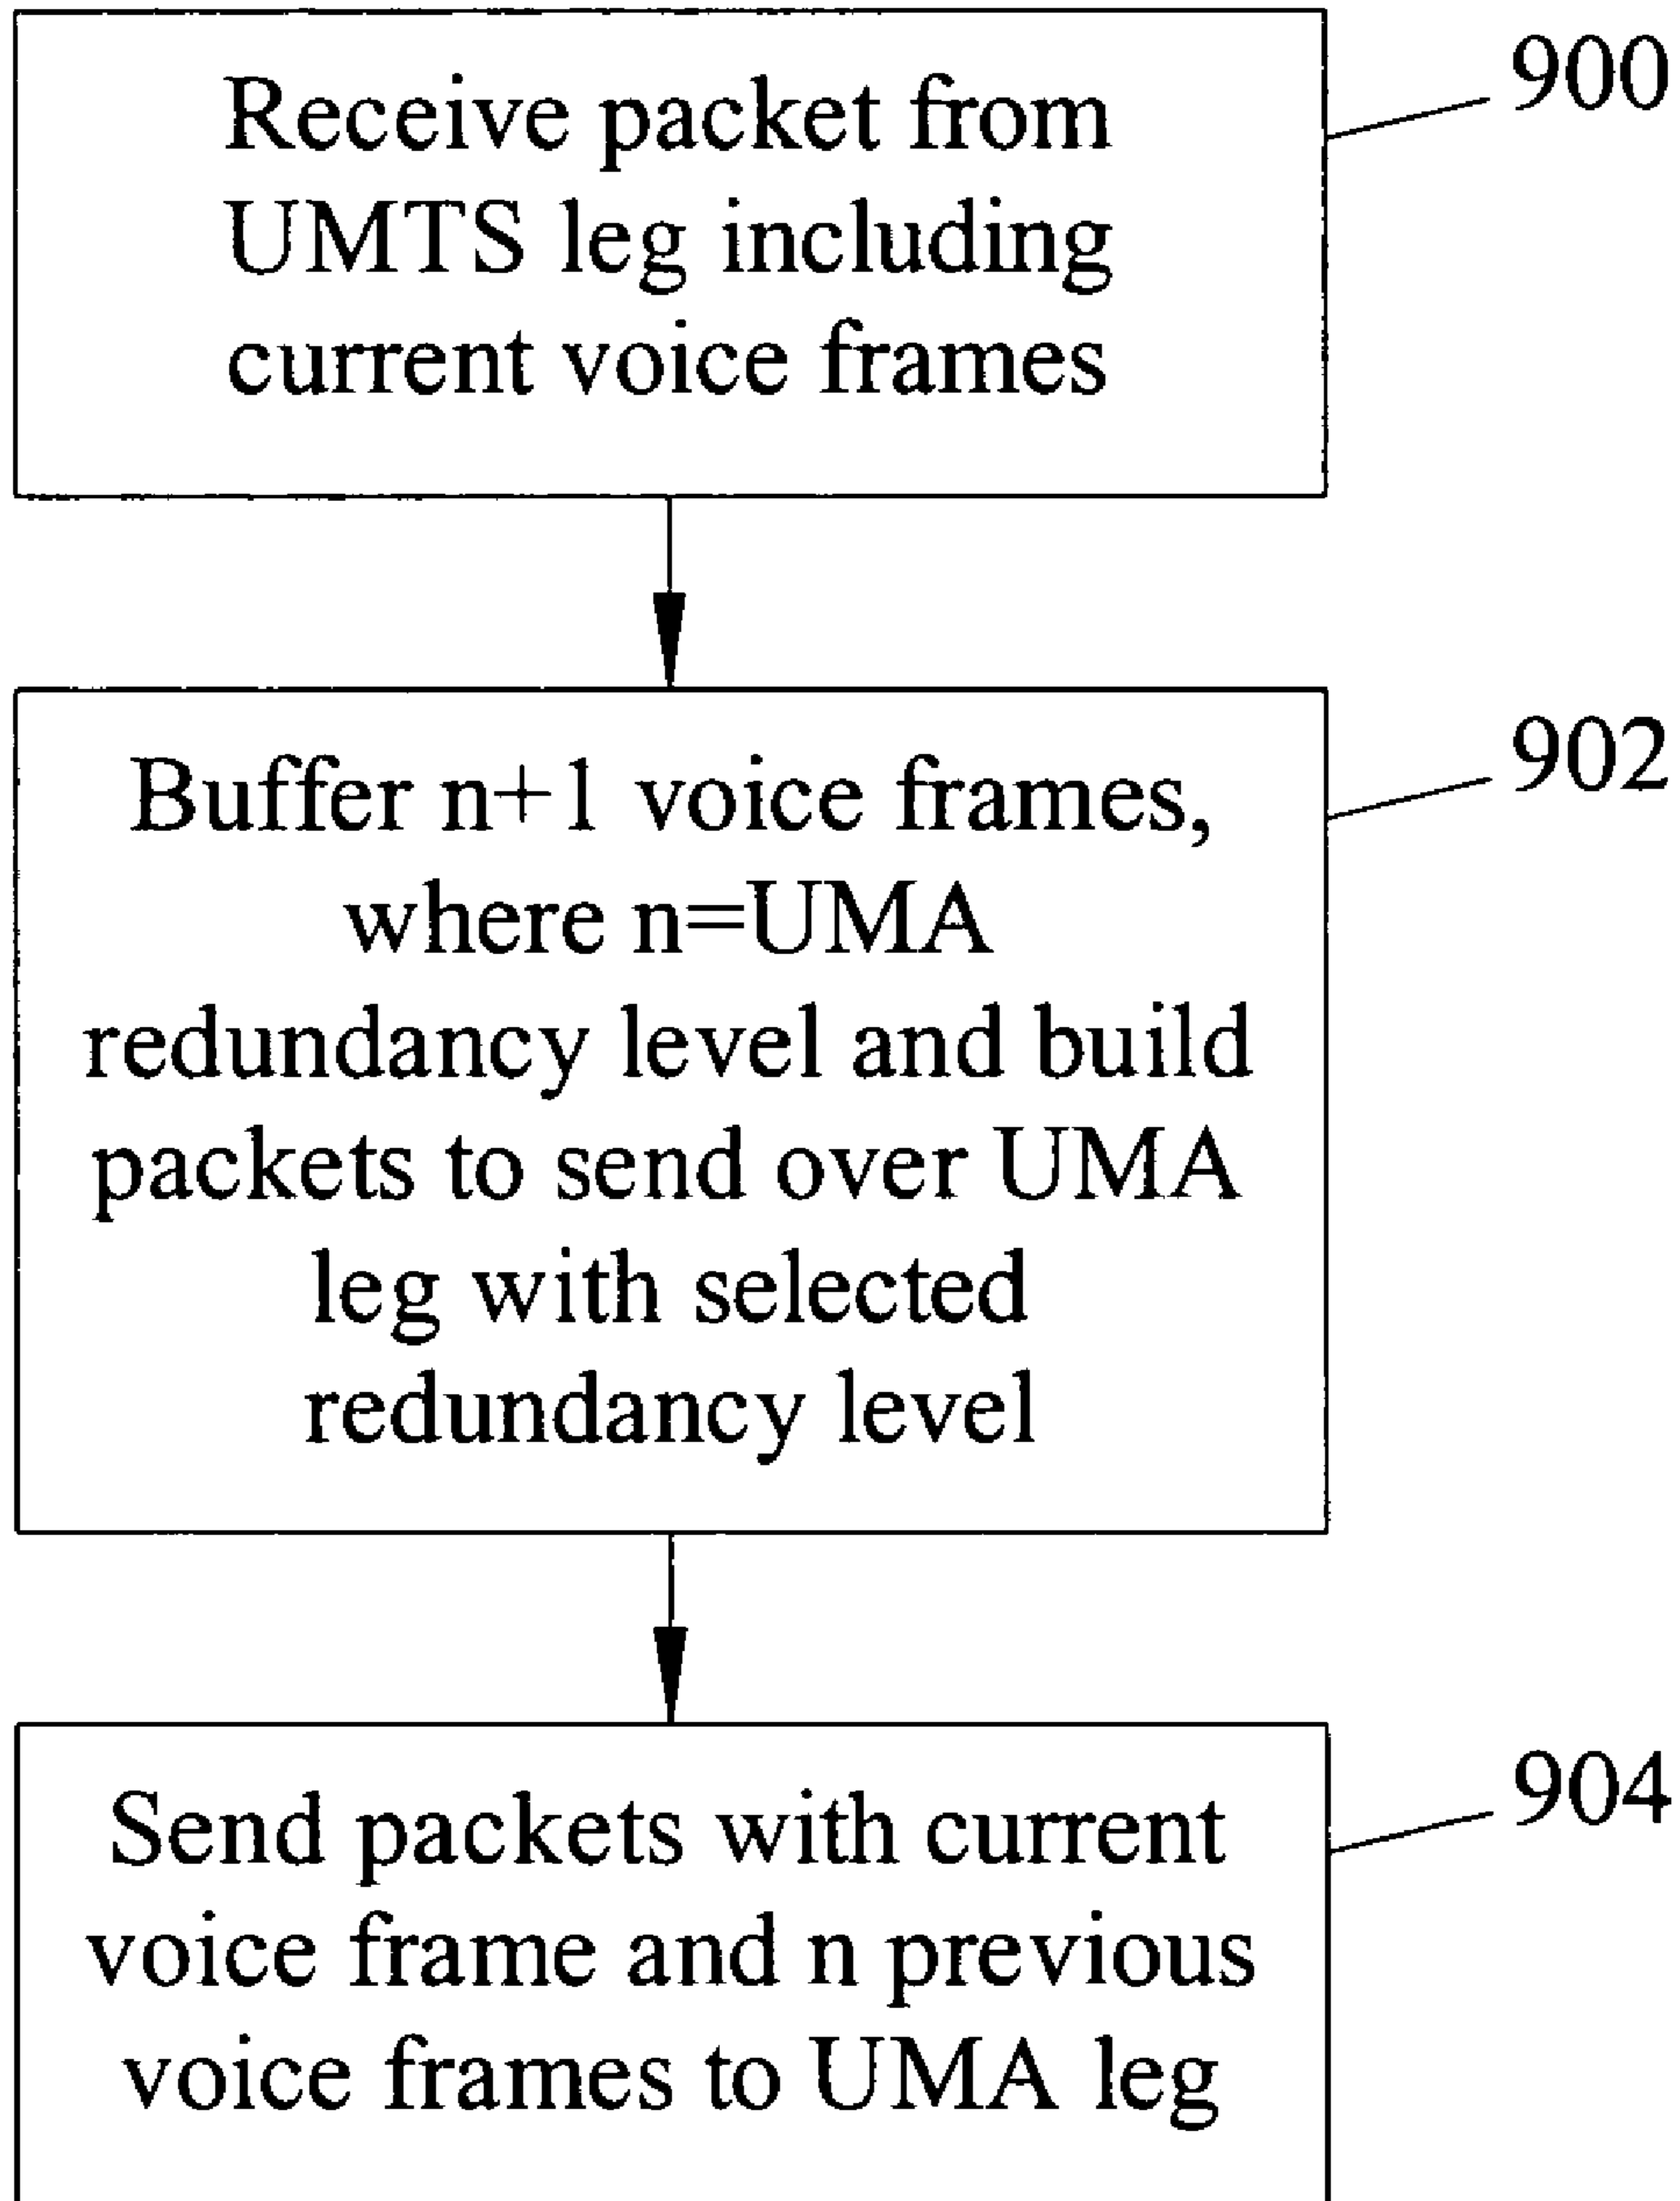 Receive packet from
UMTS leg including
current voice frames
900
Buffer n+1 voice frames,
where n=UMA
redundancy level and build
packets to send over UMA
leg with selected
redundancy level
902
Send packets with current
voice frame and n previous
voice frames to UMA leg
904